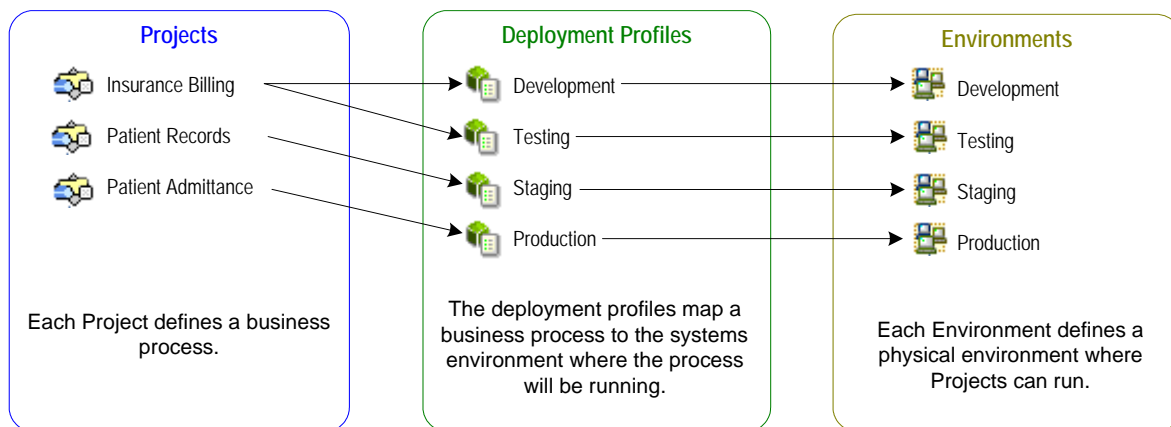 Projects
Insurance Billing
Patient Records
Patient Admittance
Each Project defines a business
process.
Deployment Profiles
Development
Testing
Staging
Production
The deployment profiles map a
business process to the systems
environment where the process
will be running.
Environments
Development
Testing
Staging
Production
Each Environment defines a
physical environment where
Projects can run.